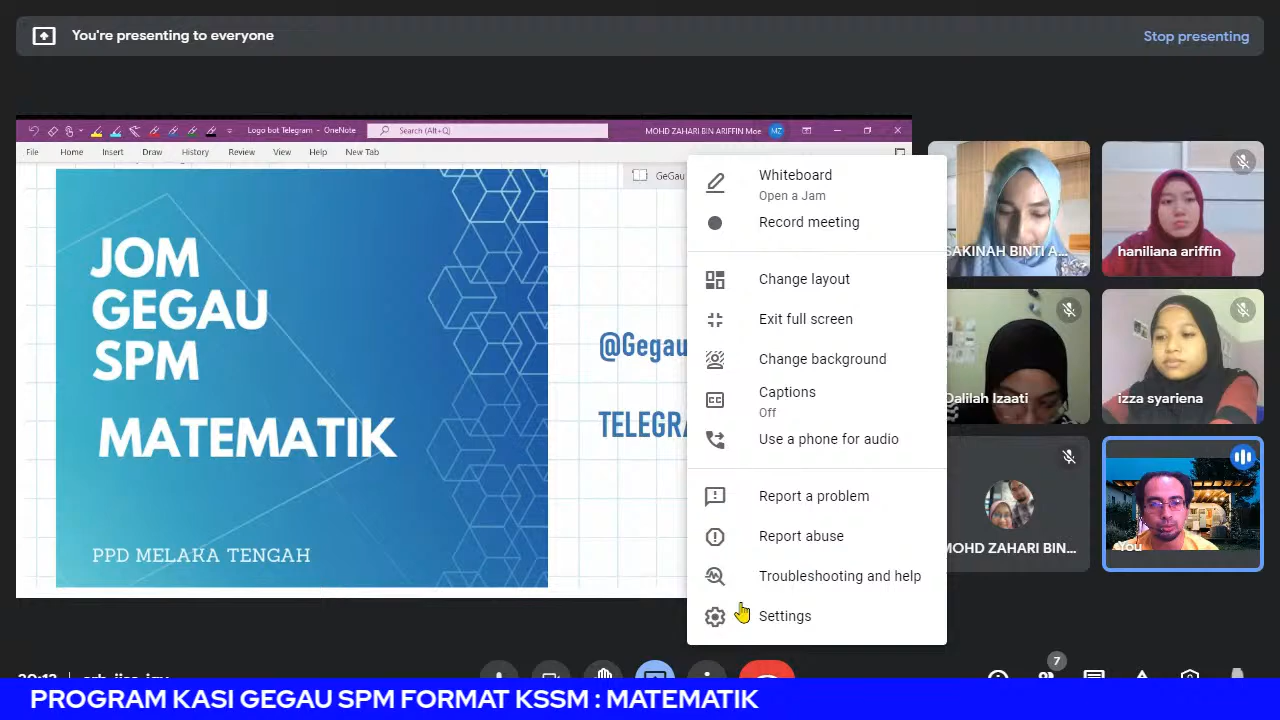 You're presenting to everyone
Stop presenting
Logo bot Telegram - OneNote
Search (Alt+Q)
MOHD ZAHARI BIN ARIFFIN Moe
MZ
File
Home
Insert
Draw
History
Review
View
Help
New Tab
GeGau
JOM
GEGAU
SPM
MATEMATIK
PPD MELAKA TENGAH
@Gegau
TELEGRA
Whiteboard
Open a Jam
Record meeting
Change layout
Exit full screen
Change background
Captions
Off
Use a phone for audio
Report a problem
Report abuse
Troubleshooting and help
Settings
SAKINAH BINTI A...
haniliana ariffin
Dalilah Izaati
izza syariena
MOHD ZAHARI BIN...
You
7
PROGRAM KASI GEGAU SPM FORMAT KSSM : MATEMATIK